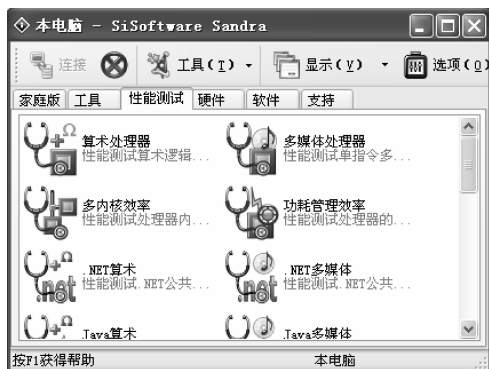 本电脑 - SiSoftware Sandra
连接 工具(T) 显示(V) 选项(O)
家庭版 工具 性能测试 硬件 软件 支持
算术处理器
性能测试算术逻辑...
多媒体处理器
性能测试单指令多...
多内核效率
性能测试处理器内...
功耗管理效率
性能测试处理器的...
.NET算术
性能测试.NET公共...
.NET多媒体
性能测试.NET公共...
.Java算术
.Java多媒体
按F1获得帮助 本电脑